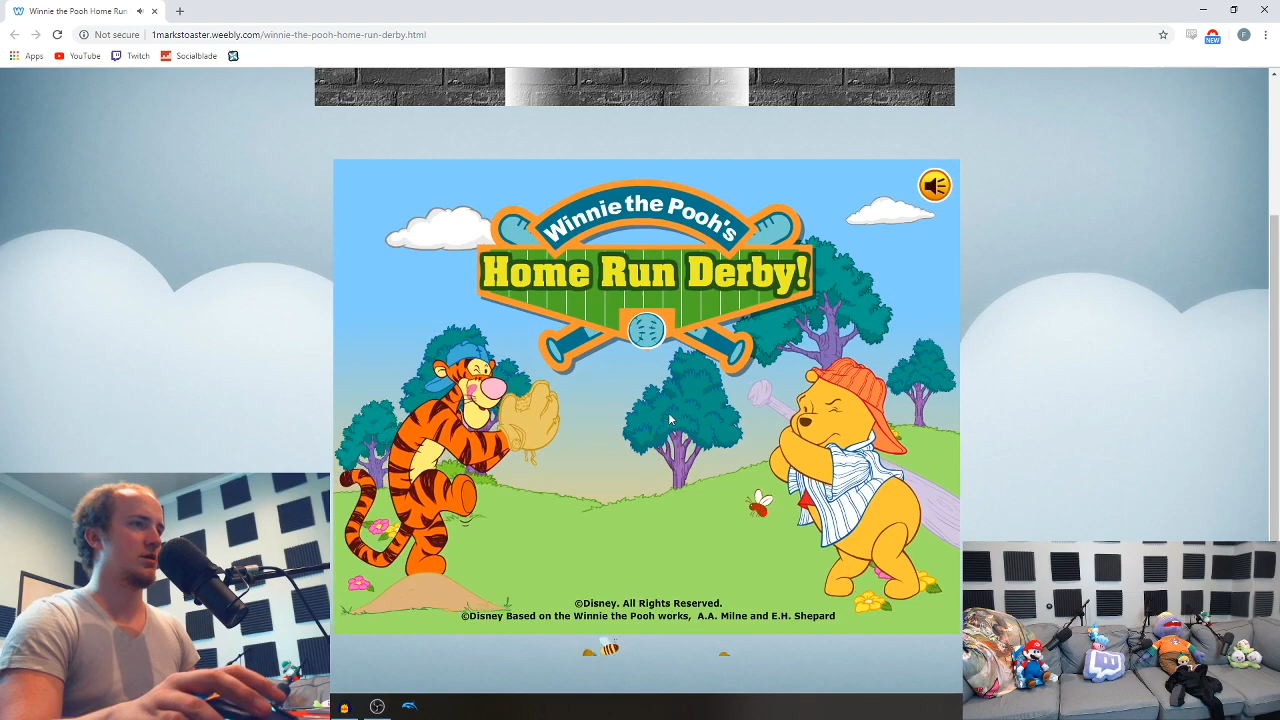 Winnie the Pooh Home Run
Not secure
1markstoaster.weebly.com/winnie-the-pooh-home-run-derby.html
F
NEW
Apps
YouTube
Twitch
Socialblade
Winnie the Pooh's
Home Run Derby!
©Disney. All Rights Reserved.
©Disney Based on the Winnie the Pooh works, A.A. Milne and E.H. Shepard